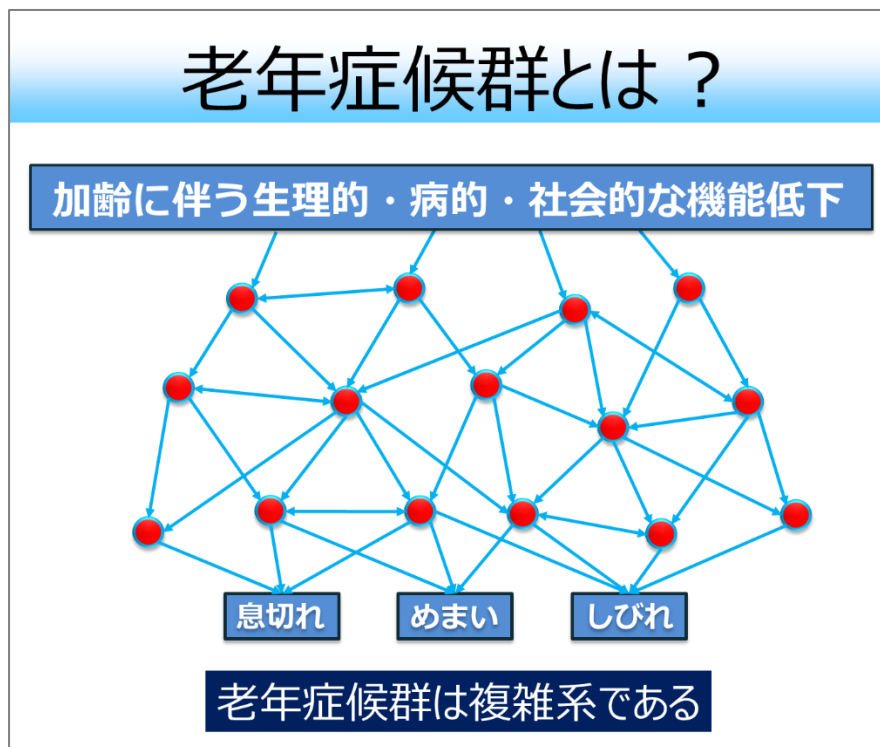 老年症候群とは？
加齢に伴う生理的・病的・社会的な機能低下
息切れ
めまい
しびれ
老年症候群は複雑系である